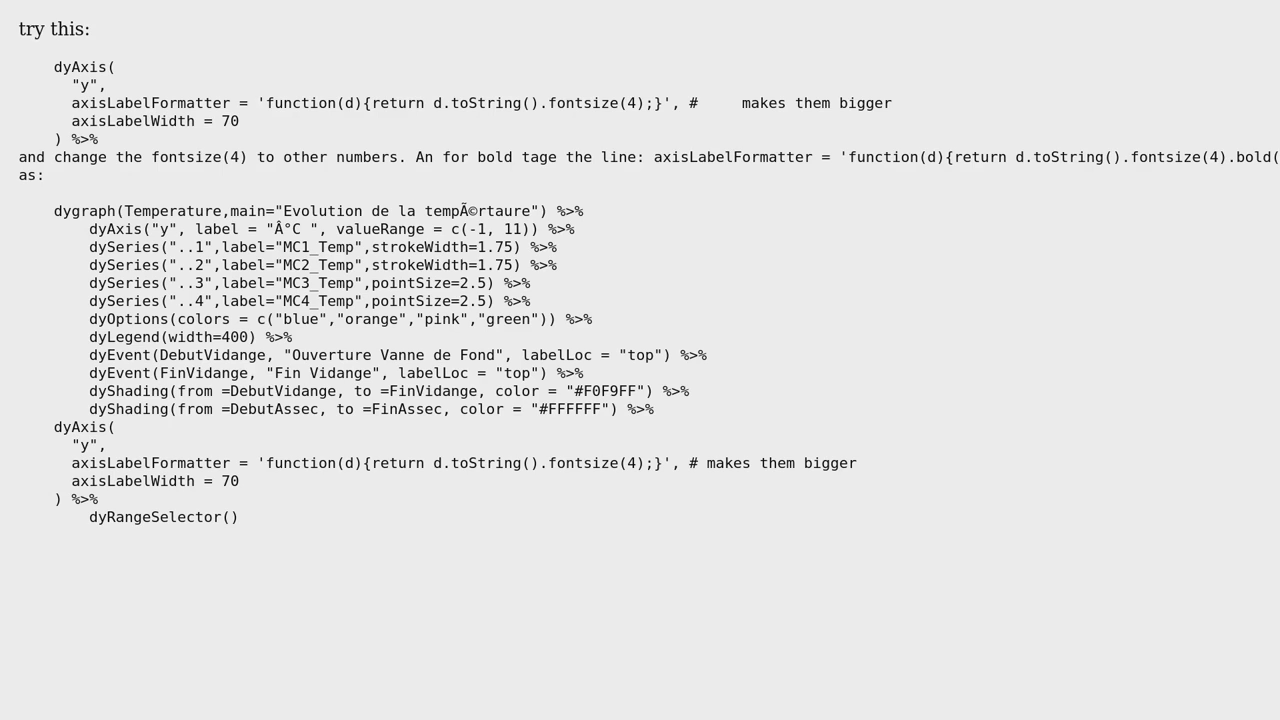 try this:
dyAxis(
"y",
axisLabelFormatter = 'function(d){return d.toString().fontsize(4);}', #     makes them bigger
axisLabelWidth = 70
) %>%
and change the fontsize(4) to other numbers. An for bold tage the line: axisLabelFormatter = 'function(d){return d.toString().fontsize(4).bold(
as:
dygraph(Temperature,main="Evolution de la tempÃ©rtaure") %>%
dyAxis("y", label = "Â°C ", valueRange = c(-1, 11)) %>%
dySeries("..1",label="MC1_Temp",strokeWidth=1.75) %>%
dySeries("..2",label="MC2_Temp",strokeWidth=1.75) %>%
dySeries("..3",label="MC3_Temp",pointSize=2.5) %>%
dySeries("..4",label="MC4_Temp",pointSize=2.5) %>%
dyOptions(colors = c("blue","orange","pink","green")) %>%
dyLegend(width=400) %>%
dyEvent(DebutVidange, "Ouverture Vanne de Fond", labelLoc = "top") %>%
dyEvent(FinVidange, "Fin Vidange", labelLoc = "top") %>%
dyShading(from =DebutVidange, to =FinVidange, color = "#F0F9FF") %>%
dyShading(from =DebutAssec, to =FinAssec, color = "#FFFFFF") %>%
dyAxis(
"y",
axisLabelFormatter = 'function(d){return d.toString().fontsize(4);}', # makes them bigger
axisLabelWidth = 70
) %>%
dyRangeSelector()